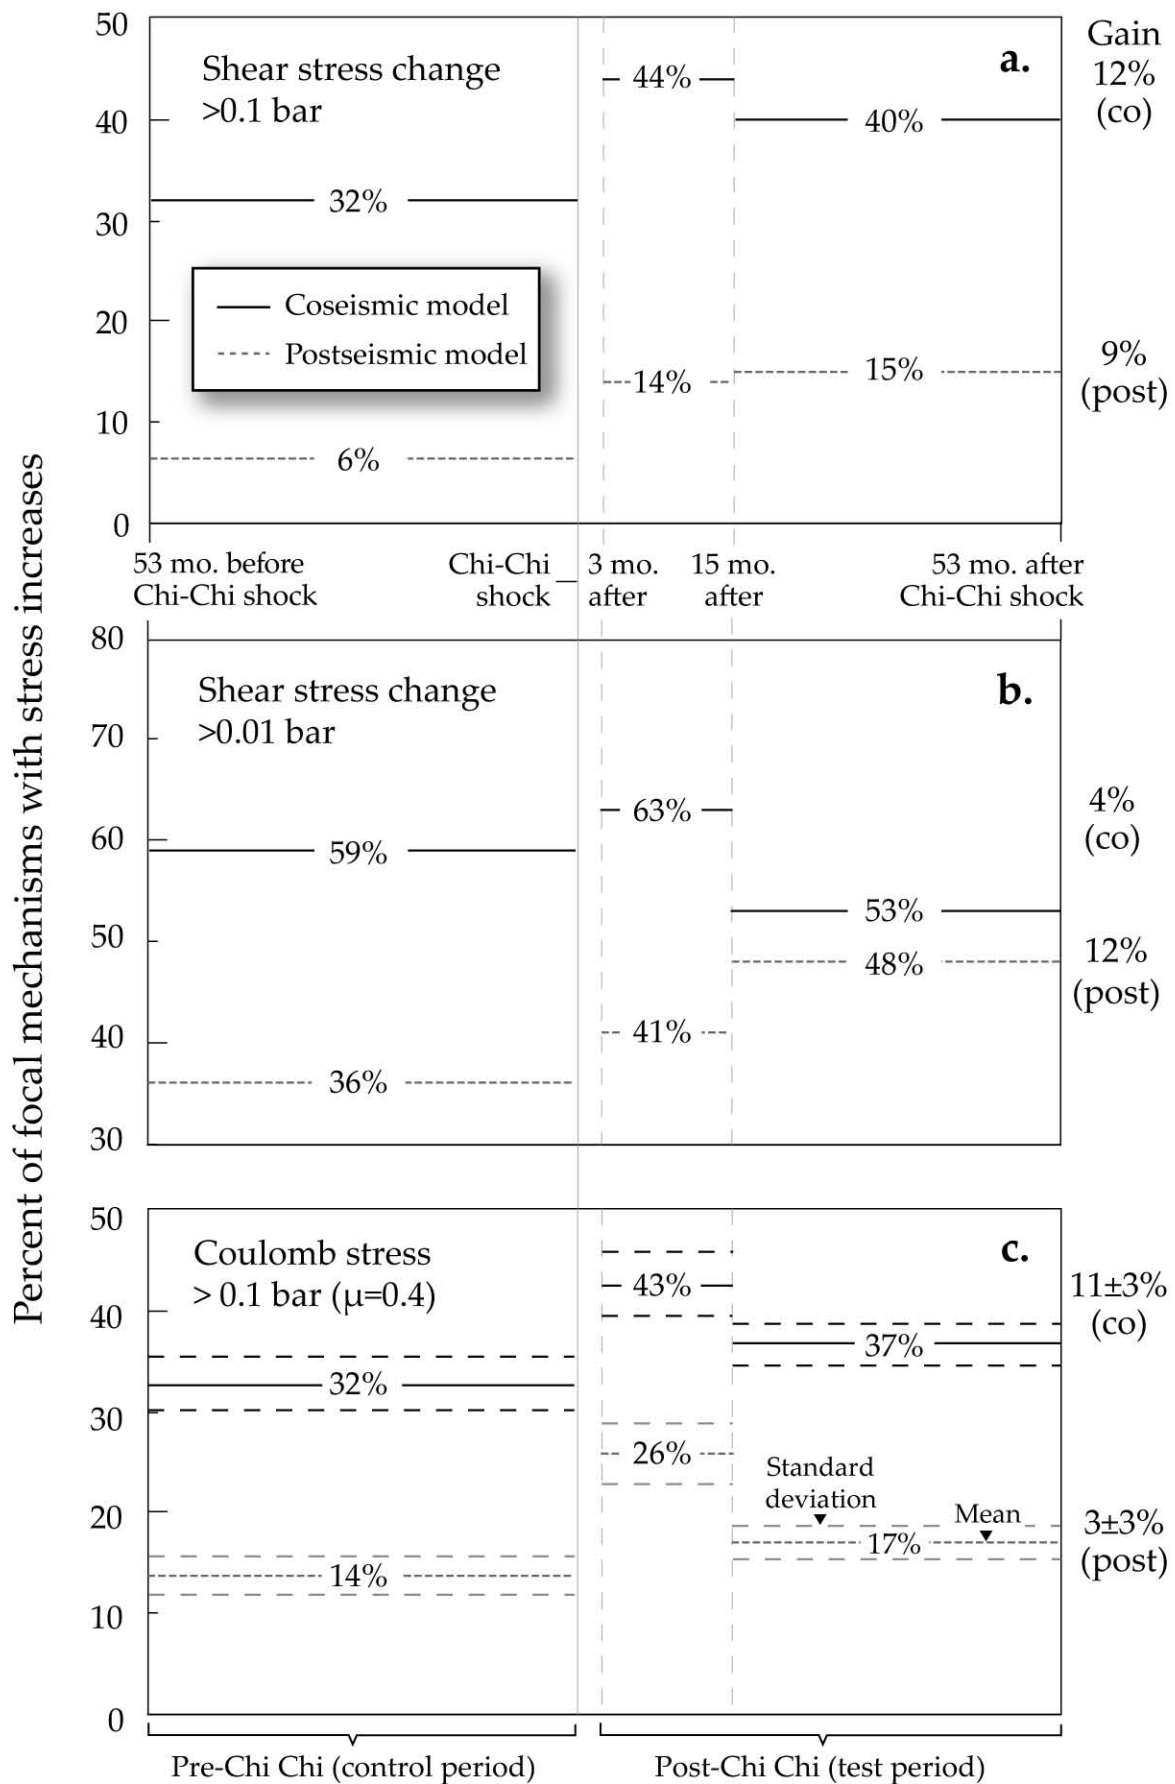 Percent of focal mechanisms with stress increases
50
40
30
20
10
0
Shear stress change
>0.1 bar
a.
Gain
12%
(co)
9%
(post)
44%
40%
32%
Coseismic model
Postseismic model
14%
15%
6%
53 mo. before
Chi-Chi shock
Chi-Chi
shock
3 mo.
after
15 mo.
after
53 mo. after
Chi-Chi shock
80
70
60
50
40
30
Shear stress change
>0.01 bar
b.
4%
(co)
12%
(post)
63%
59%
53%
48%
41%
36%
50
40
30
20
10
0
Coulomb stress
> 0.1 bar (μ=0.4)
c.
11±3%
(co)
3±3%
(post)
43%
37%
32%
26%
Standard
deviation
Mean
17%
14%
Pre-Chi Chi (control period)
Post-Chi Chi (test period)